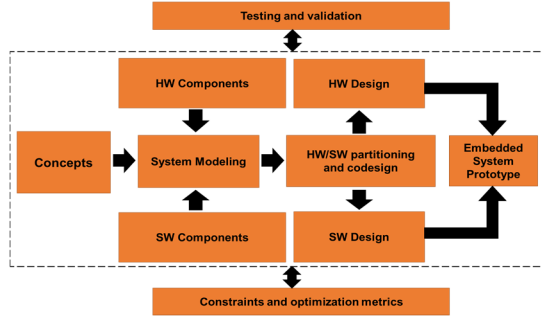 Testing and validation
HW Components
HW Design
Concepts
System Modeling
HW/SW partitioning
and codesign
Embedded
System
Prototype
SW Components
SW Design
Constraints and optimization metrics